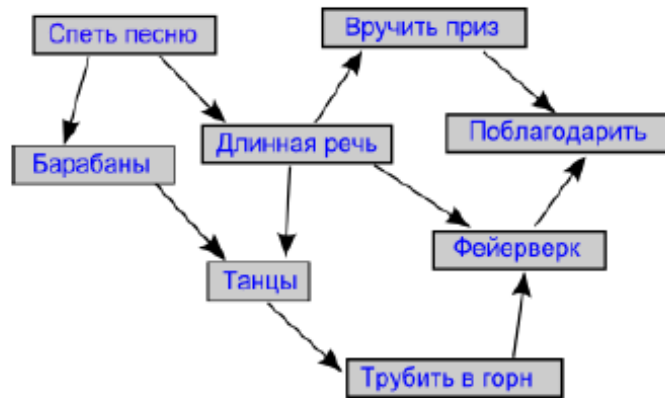 Спеть песню
Вручить приз
Барабаны
Длинная речь
Поблагодарить
Танцы
Фейерверк
Трубить в горн